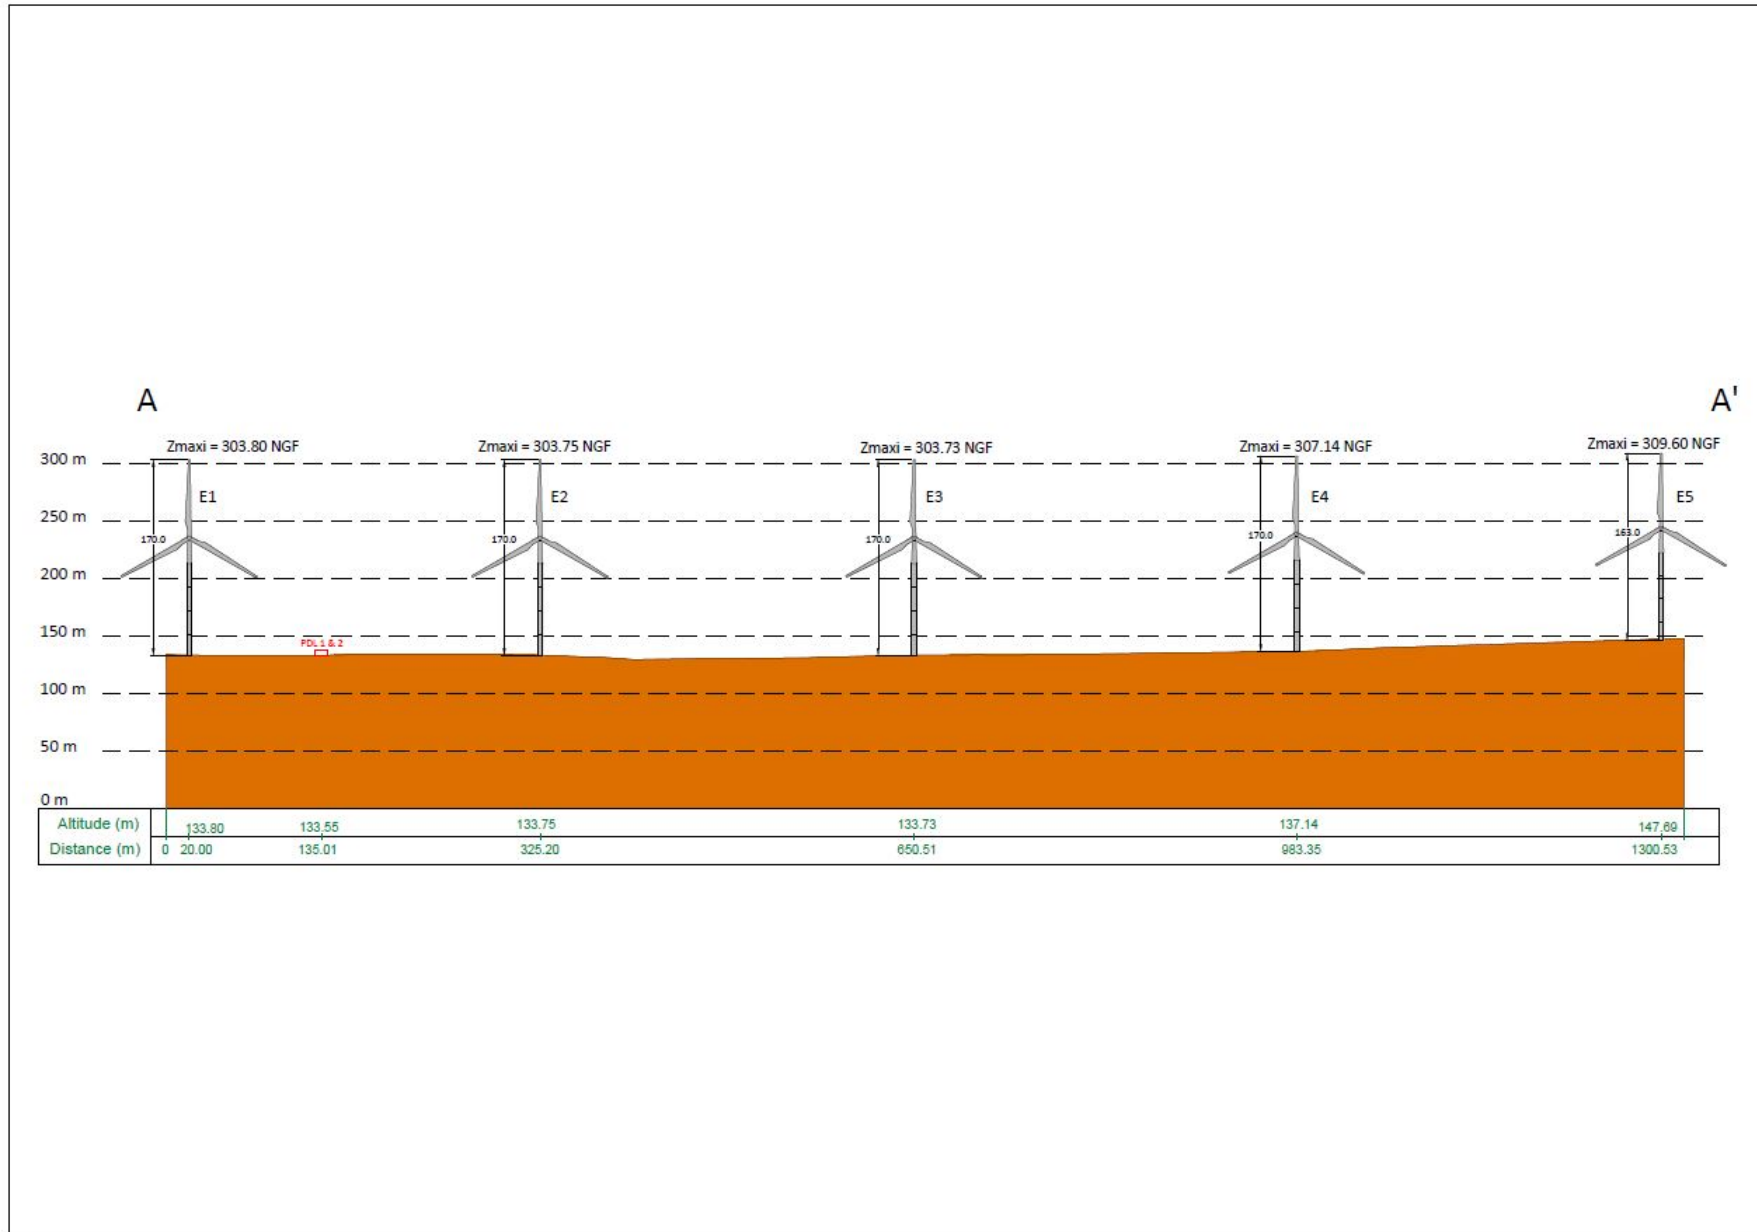 A A'
Zmaxi = 303.80 NGF Zmaxi = 303.75 NGF Zmaxi = 303.73 NGF Zmaxi = 307.14 NGF Zmaxi = 309.60 NGF
300 m
E1 E2 E3 E4 E5
250 m
170.0 170.0 170.0 170.0 163.0
200 m
150 m
PDL 1 & 2
100 m
50 m
0 m
Altitude (m) 133.80 133.55 133.75 133.73 137.14 147.69
Distance (m) 0 20.00 135.01 325.20 650.51 983.35 1300.53